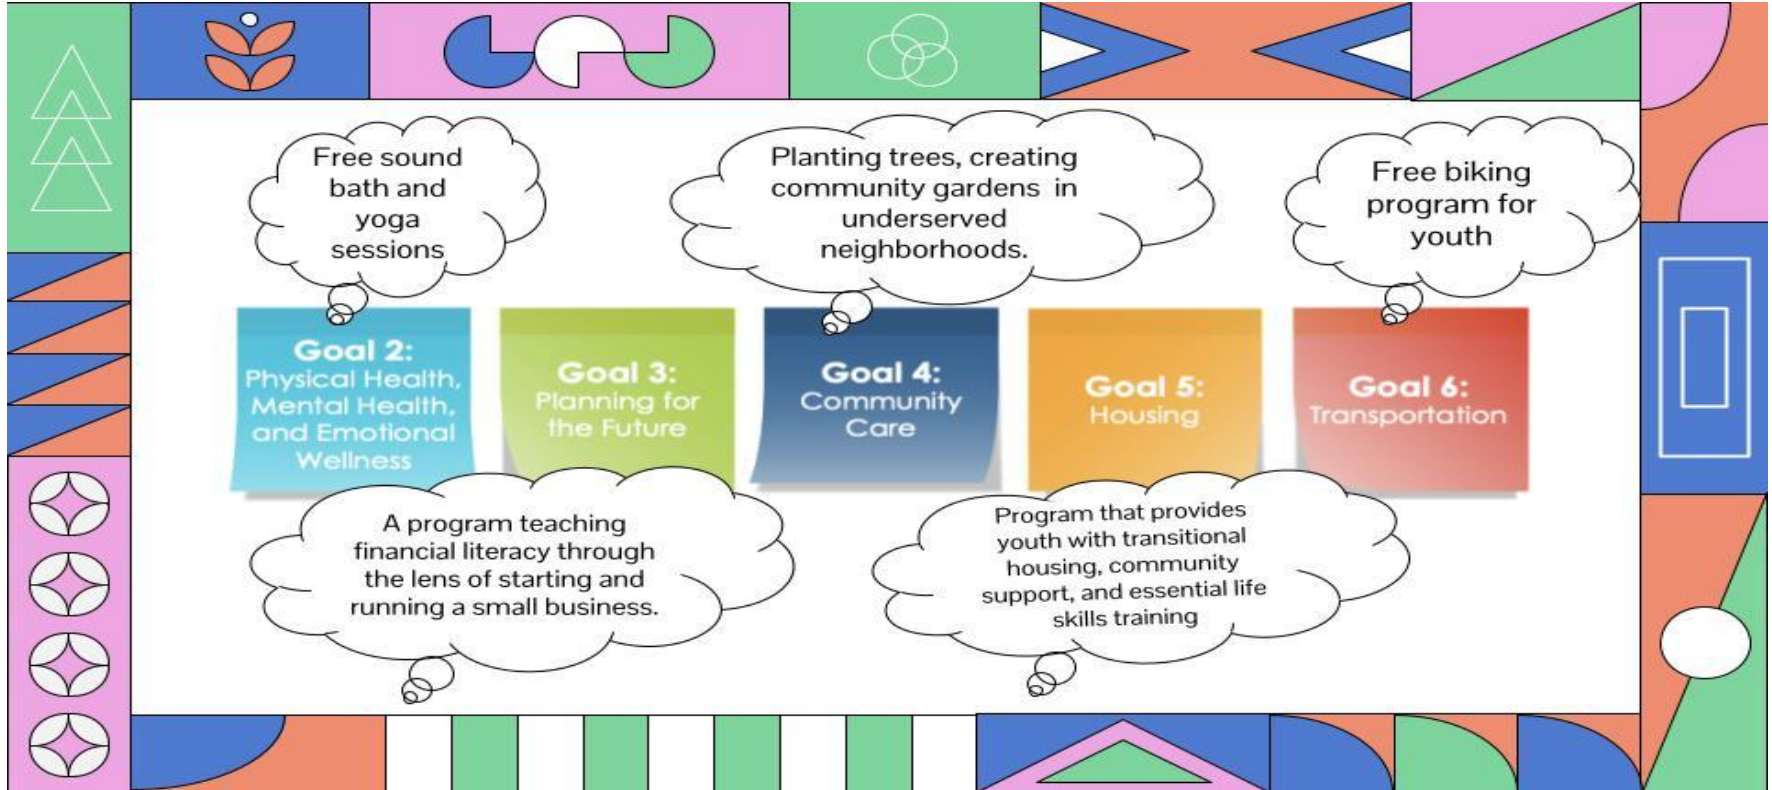 Free sound
bath and
yoga
sessions
Planting trees, creating
community gardens in
underserved
neighborhoods.
Free biking
program for
youth
Goal 2:
Physical Health,
Mental Health,
and Emotional
Wellness
Goal 3:
Planning for
the Future
Goal 4:
Community
Care
Goal 5:
Housing
Goal 6:
Transportation
A program teaching
financial literacy through
the lens of starting and
running a small business.
Program that provides
youth with transitional
housing, community
support, and essential life
skills training